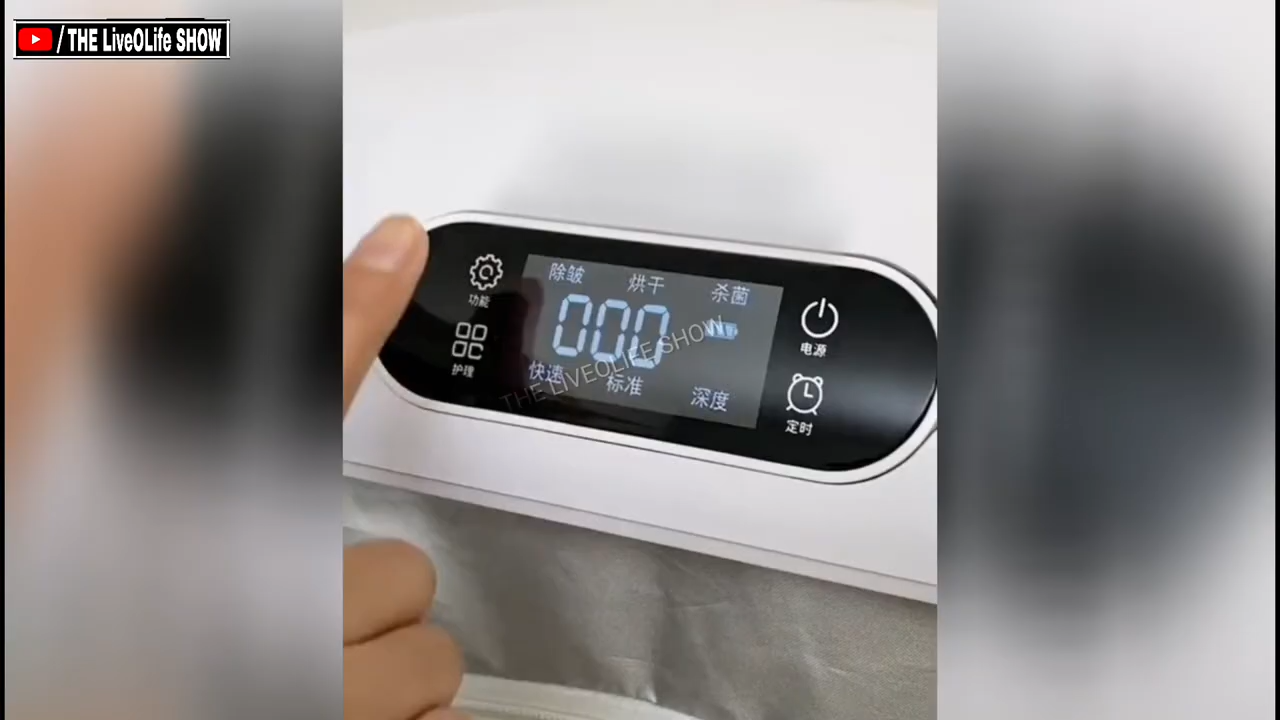 / THE LiveOLife SHOW
除皱 烘干 杀菌
功能
000
电源
THE LIVEOLIFE SHOW
护理
快速 标准 深度
定时